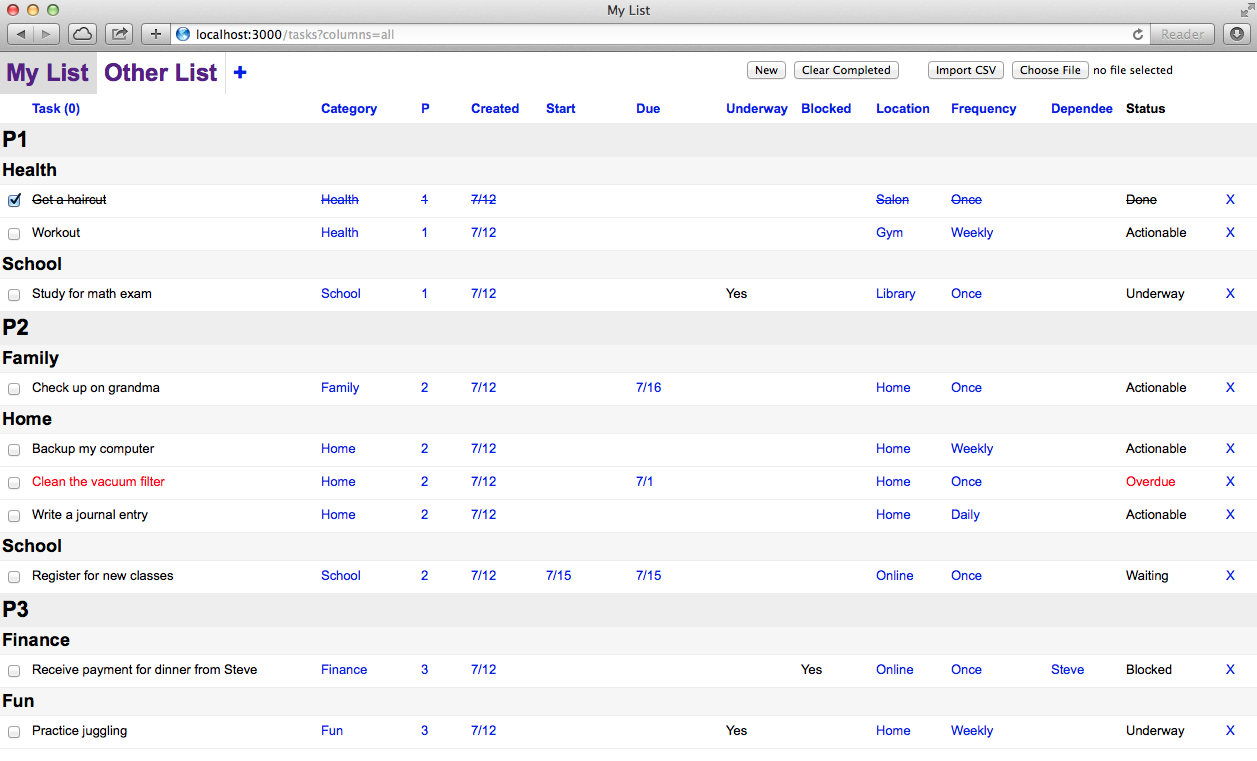 My List
localhost:3000/tasks?columns=all Reader
My List Other List + New Clear Completed Import CSV Choose File no file selected
Task (0) Category P Created Start Due Underway Blocked Location Frequency Dependee Status
P1
Health
Get a haircut Health 1 7/12 Salon Once Done X
Workout Health 1 7/12 Gym Weekly Actionable X
School
Study for math exam School 1 7/12 Yes Library Once Underway X
P2
Family
Check up on grandma Family 2 7/12 7/16 Home Once Actionable X
Home
Backup my computer Home 2 7/12 Home Weekly Actionable X
Clean the vacuum filter Home 2 7/12 7/1 Home Once Overdue X
Write a journal entry Home 2 7/12 Home Daily Actionable X
School
Register for new classes School 2 7/12 7/15 7/15 Online Once Waiting X
P3
Finance
Receive payment for dinner from Steve Finance 3 7/12 Yes Online Once Steve Blocked X
Fun
Practice juggling Fun 3 7/12 Yes Home Weekly Underway X